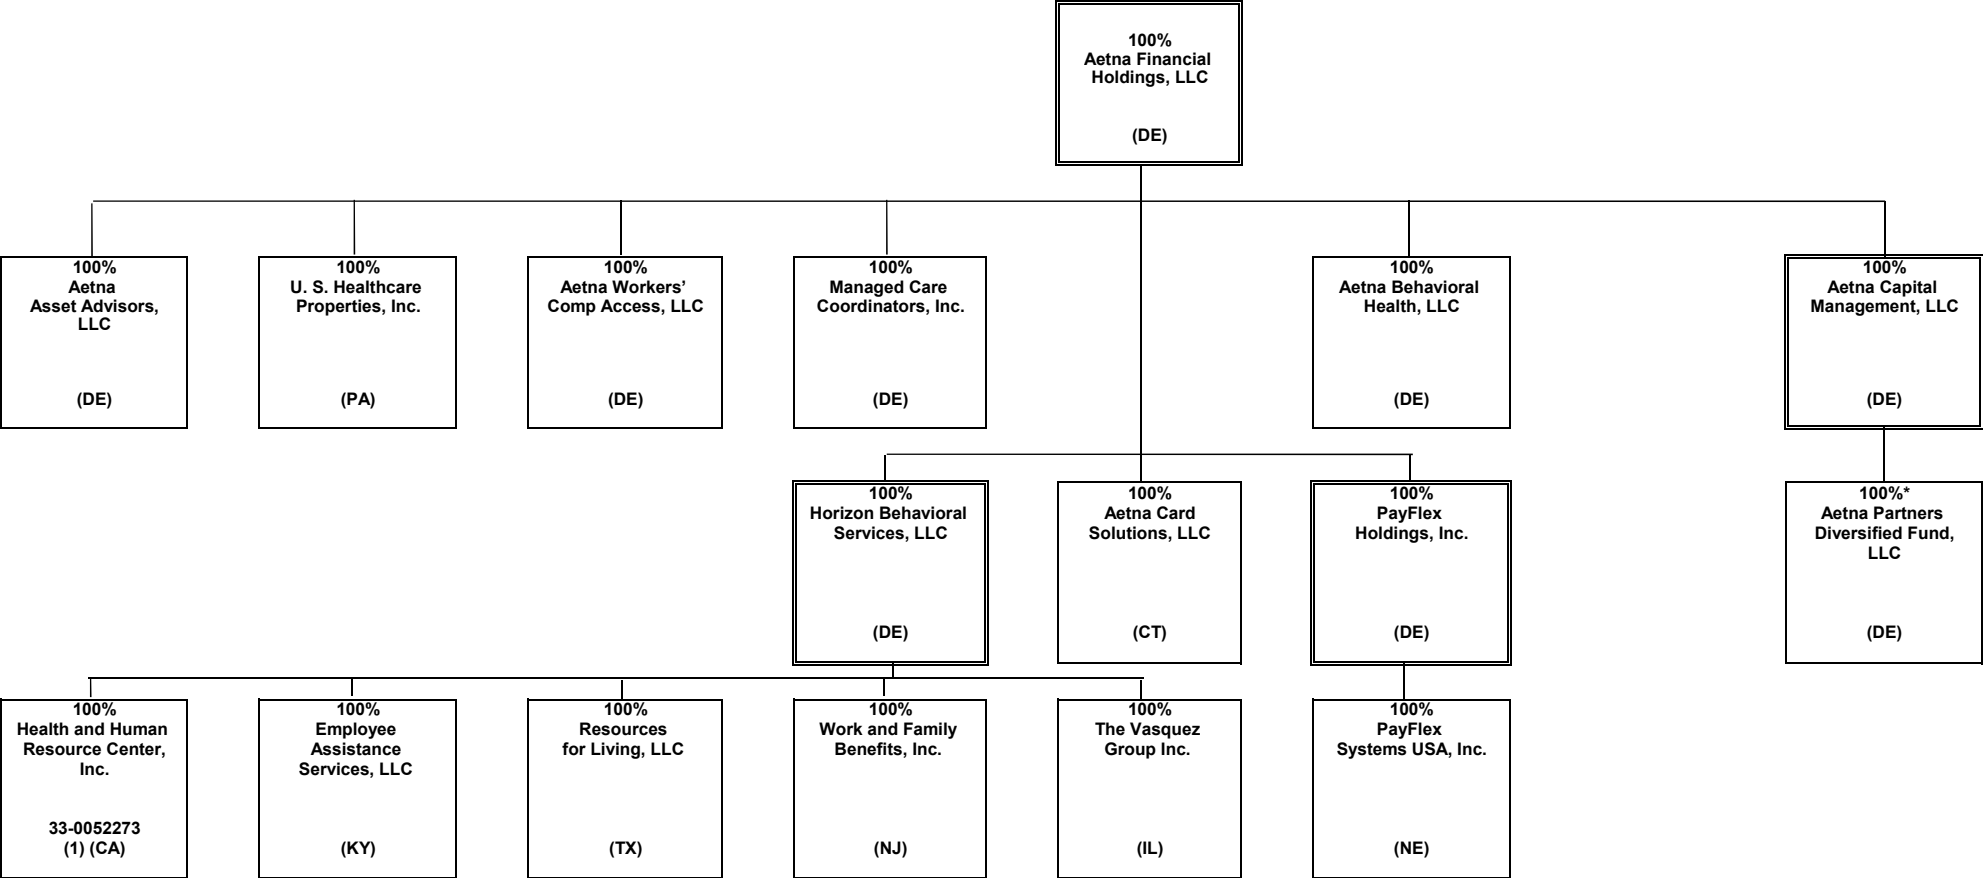 100%
Aetna Financial
Holdings, LLC
(DE)
100%
Aetna
Asset Advisors,
LLC
(DE)
100%
U. S. Healthcare
Properties, Inc.
(PA)
100%
Aetna Workers’
Comp Access, LLC
(DE)
100%
Managed Care
Coordinators, Inc.
(DE)
100%
Aetna Behavioral
Health, LLC
(DE)
100%
Aetna Capital
Management, LLC
(DE)
100%
Horizon Behavioral
Services, LLC
(DE)
100%
Aetna Card
Solutions, LLC
(CT)
100%
PayFlex
Holdings, Inc.
(DE)
100%*
Aetna Partners
Diversified Fund,
LLC
(DE)
100%
Health and Human
Resource Center,
Inc.
33-0052273
(1) (CA)
100%
Employee
Assistance
Services, LLC
(KY)
100%
Resources
for Living, LLC
(TX)
100%
Work and Family
Benefits, Inc.
(NJ)
100%
The Vasquez
Group Inc.
(IL)
100%
PayFlex
Systems USA, Inc.
(NE)